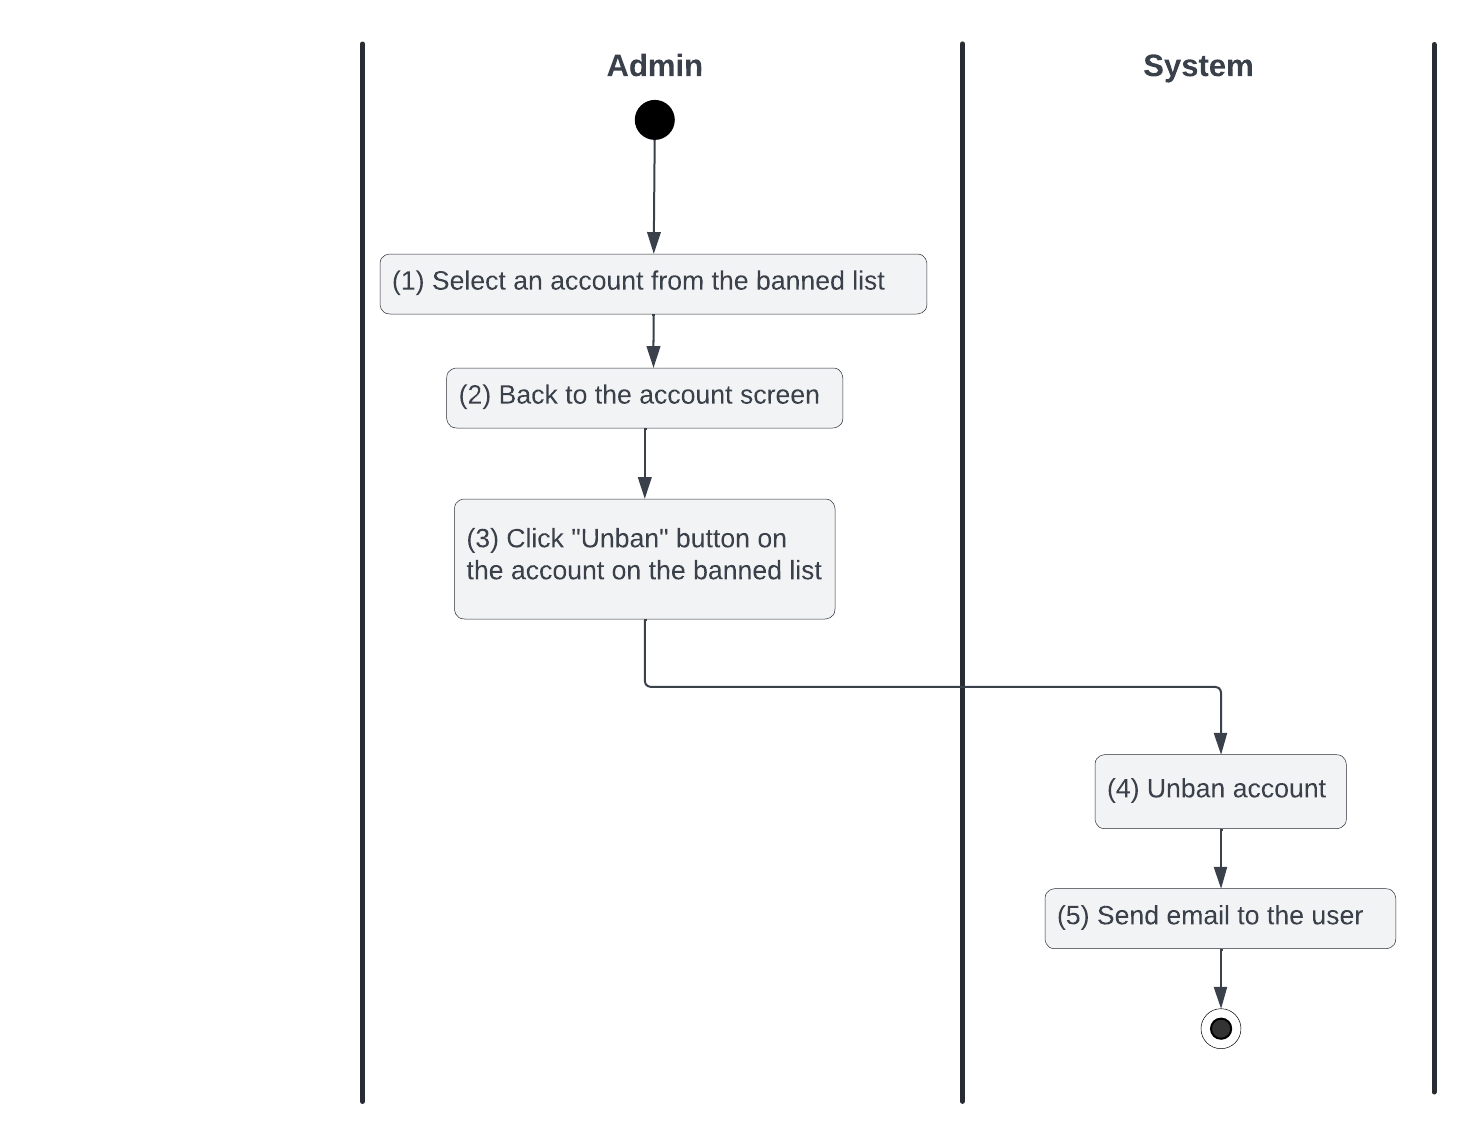 Admin
System
(1) Select an account from the banned list
(2) Back to the account screen
(3) Click "Unban" button on
the account on the banned list
(4) Unban account
(5) Send email to the user